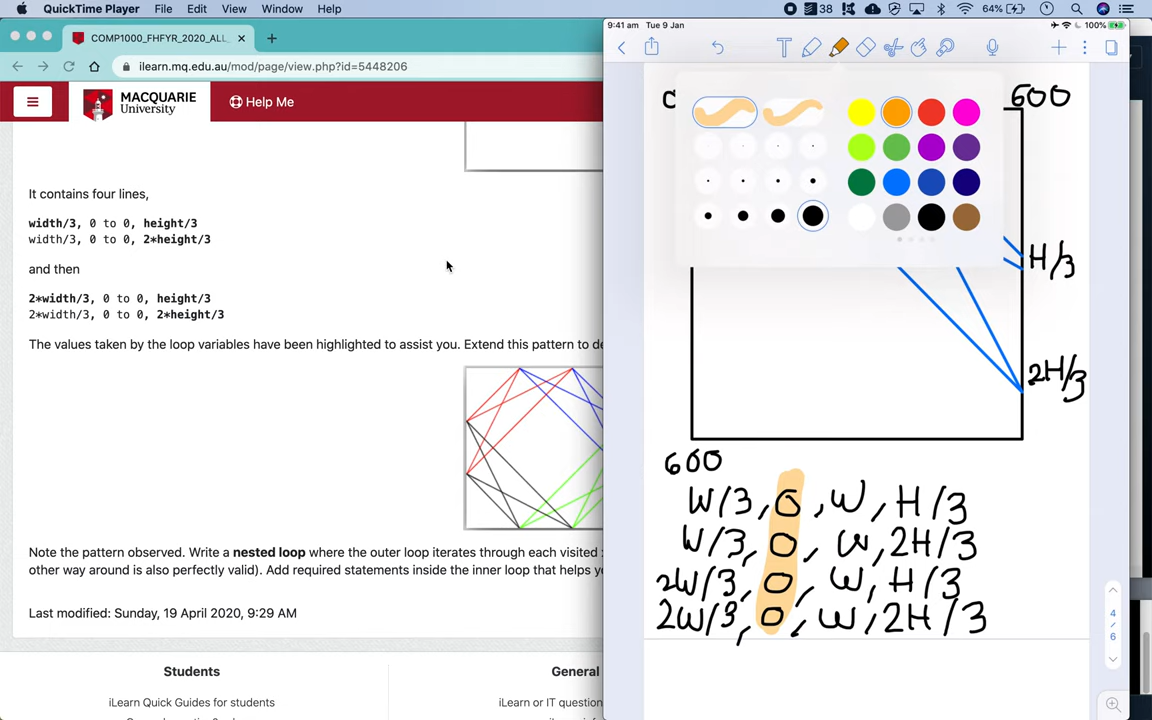 QuickTime Player File Edit View Window Help
38 64%
COMP1000_FHFYR_2020_ALL_
ilearn.mq.edu.au/mod/page/view.php?id=5448206
MACQUARIE
University
Help Me
It contains four lines,
width/3, 0 to 0, height/3
width/3, 0 to 0, 2*height/3
and then
2*width/3, 0 to 0, height/3
2*width/3, 0 to 0, 2*height/3
The values taken by the loop variables have been highlighted to assist you. Extend this pattern to de
Note the pattern observed. Write a nested loop where the outer loop iterates through each visited
other way around is also perfectly valid). Add required statements inside the inner loop that helps
Last modified: Sunday, 19 April 2020, 9:29 AM
Students
General
iLearn Quick Guides for students
iLearn or IT question
9:41 am Tue 9 Jan
100%
T
600
H/3
2H/3
600
W/3, 0, W, H/3
W/3, 0, W, 2H/3
2W/3, 0, W, H/3
2W/3, 0, W, 2H/3
4
/
6